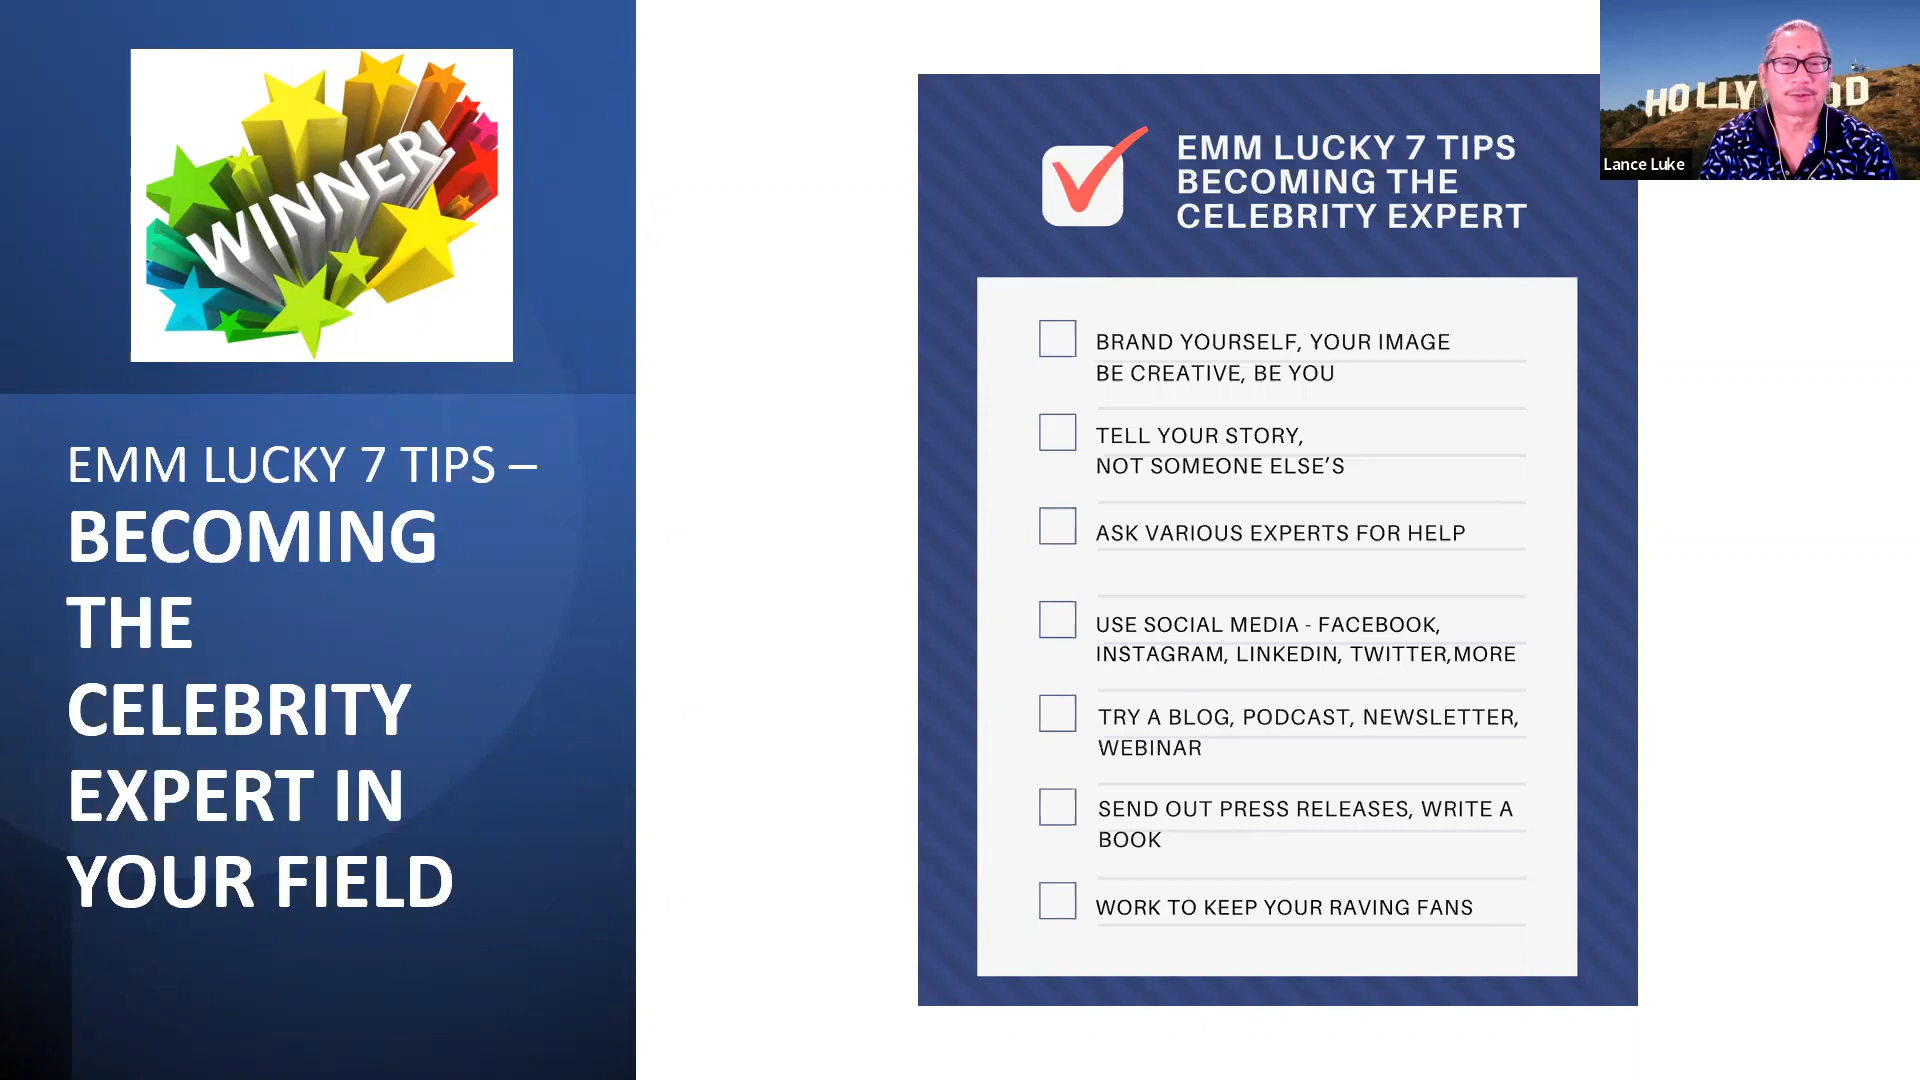 WINNER!
EMM LUCKY 7 TIPS –
BECOMING
THE
CELEBRITY
EXPERT IN
YOUR FIELD
EMM LUCKY 7 TIPS
BECOMING THE
CELEBRITY EXPERT
BRAND YOURSELF, YOUR IMAGE
BE CREATIVE, BE YOU
TELL YOUR STORY,
NOT SOMEONE ELSE’S
ASK VARIOUS EXPERTS FOR HELP
USE SOCIAL MEDIA - FACEBOOK,
INSTAGRAM, LINKEDIN, TWITTER,MORE
TRY A BLOG, PODCAST, NEWSLETTER,
WEBINAR
SEND OUT PRESS RELEASES, WRITE A
BOOK
WORK TO KEEP YOUR RAVING FANS
HOLLY OD
Lance Luke